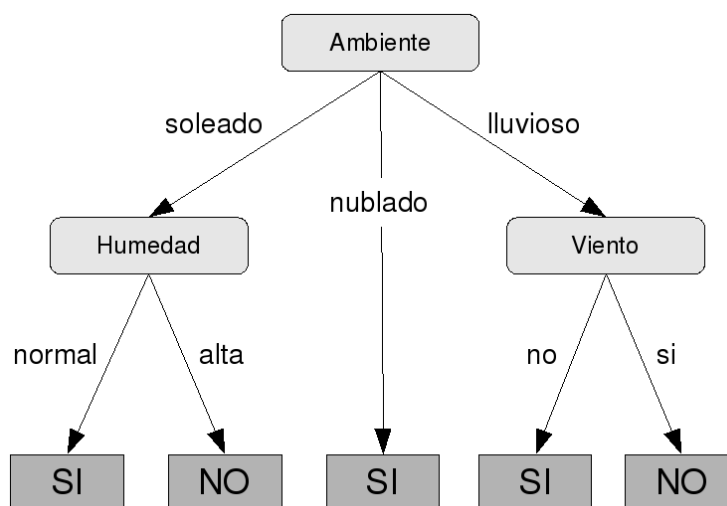 Ambiente
soleado
lluvioso
nublado
Humedad
Viento
normal
alta
no
si
SI
NO
SI
SI
NO